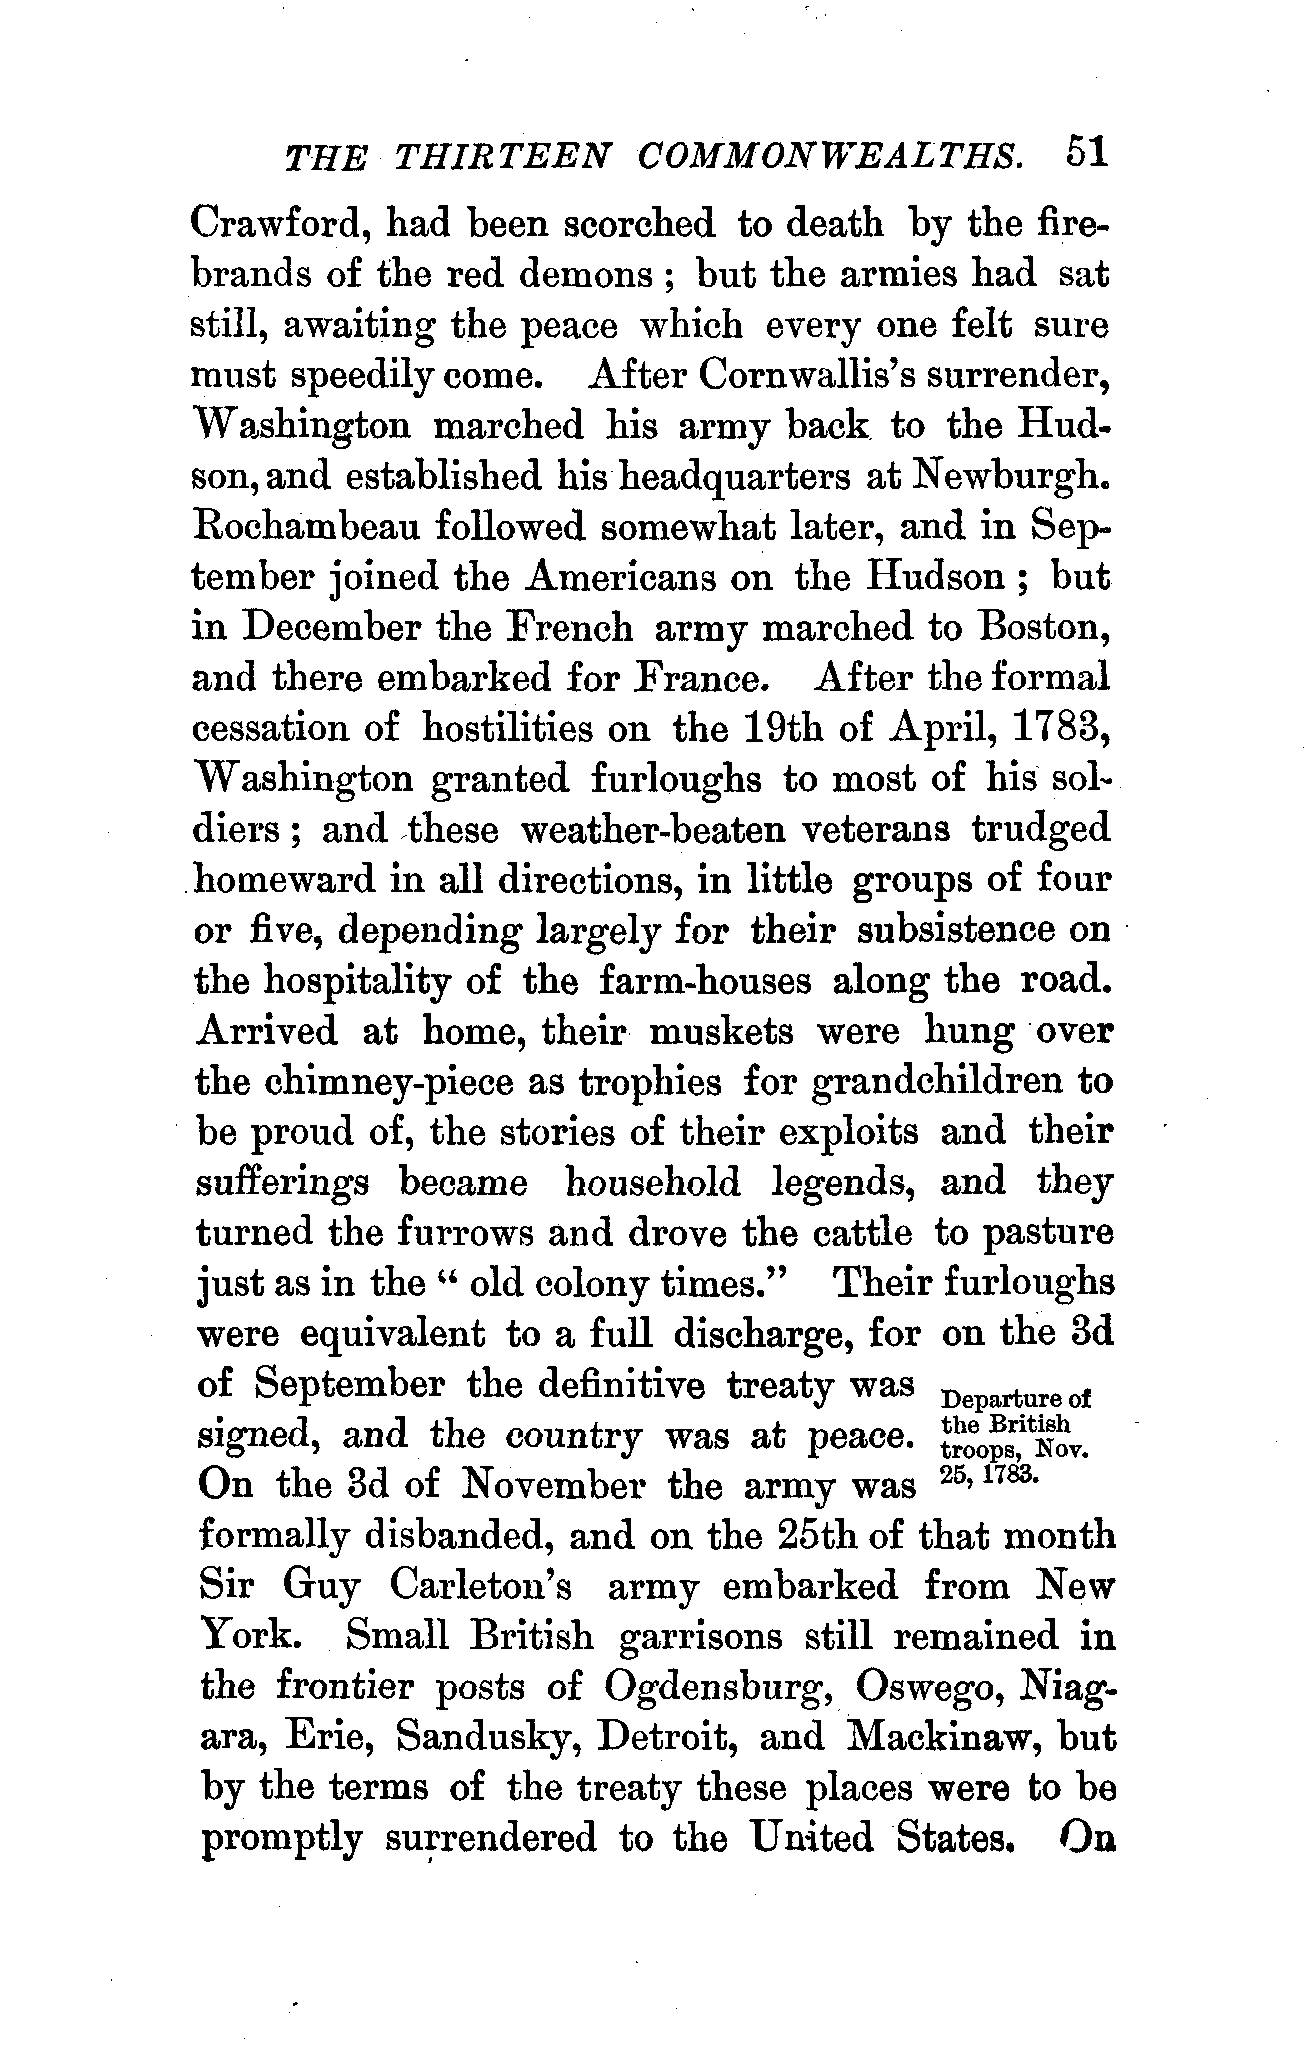 THE THIRTEEN COMMONWEALTHS. 51
Crawford, had been scorched to death by the fire-
brands of the red demons ; but the armies had sat
still, awaiting the peace which every one felt sure
must speedily come. After Cornwallis's surrender,
Washington marched his army back to the Hud-
son, and established his headquarters at Newburgh.
Rochambeau followed somewhat later, and in Sep-
tember joined the Americans on the Hudson ; but
in December the French army marched to Boston,
and there embarked for France. After the formal
cessation of hostilities on the 19th of April, 1783,
Washington granted furloughs to most of his sol-
diers ; and these weather-beaten veterans trudged
homeward in all directions, in little groups of four
or five, depending largely for their subsistence on
the hospitality of the farm-houses along the road.
Arrived at home, their muskets were hung over
the chimney-piece as trophies for grandchildren to
be proud of, the stories of their exploits and their
sufferings became household legends, and they
turned the furrows and drove the cattle to pasture
just as in the “ old colony times.” Their furloughs
were equivalent to a full discharge, for on the 3d
of September the definitive treaty was
signed, and the country was at peace.
On the 3d of November the army was
Departure of
the British
troops, Nov.
25, 1783.
formally disbanded, and on the 25th of that month
Sir Guy Carleton's army embarked from New
York. Small British garrisons still remained in
the frontier posts of Ogdensburg, Oswego, Niag-
ara, Erie, Sandusky, Detroit, and Mackinaw, but
by the terms of the treaty these places were to be
promptly surrendered to the United States. On